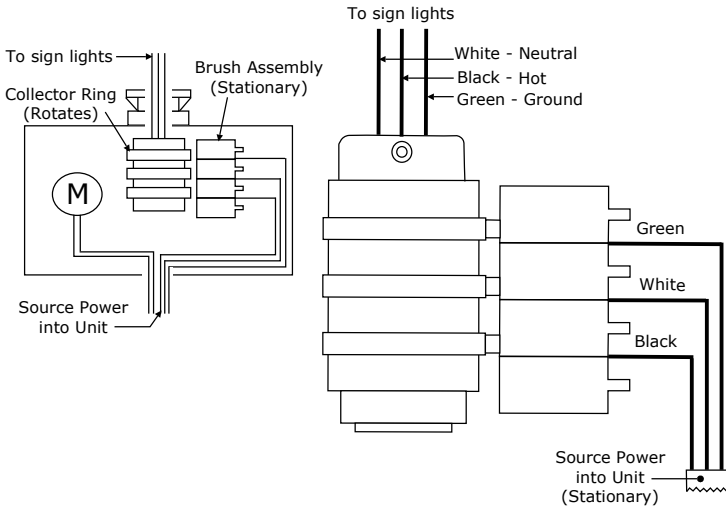 To sign lights
Collector Ring
(Rotates)
Brush Assembly
(Stationary)
M
Source Power
into Unit
To sign lights
White - Neutral
Black - Hot
Green - Ground
Green
White
Black
Source Power
into Unit
(Stationary)